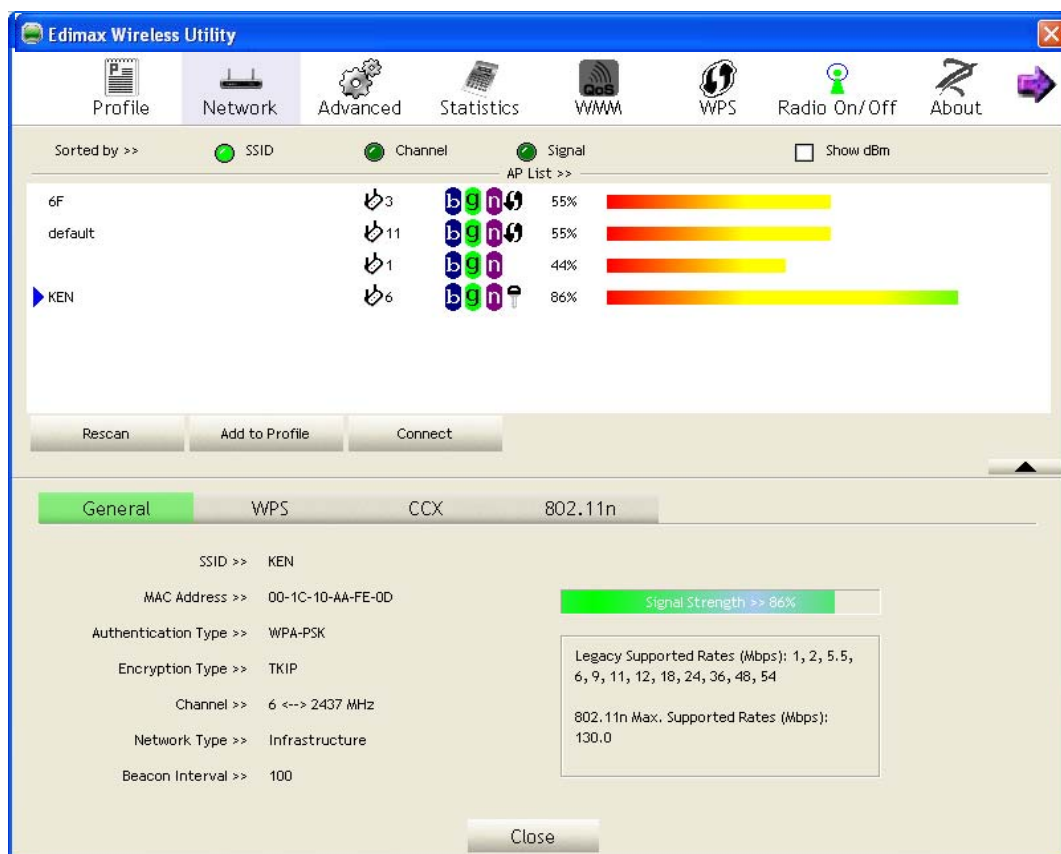 Edimax Wireless Utility
Profile Network Advanced Statistics QoS WMM WPS Radio On/Off About
Sorted by >> SSID Channel Signal Show dBm
AP List >>
6F 3 b g n 55%
default 11 b g n 55%
1 b g n 44%
KEN 6 b g n 86%
Rescan Add to Profile Connect
General WPS CCX 802.11n
SSID >> KEN
MAC Address >> 00-1C-10-AA-FE-0D
Authentication Type >> WPA-PSK
Encryption Type >> TKIP
Channel >> 6 <--> 2437 MHz
Network Type >> Infrastructure
Beacon Interval >> 100
Signal Strength >> 86%
Legacy Supported Rates (Mbps): 1, 2, 5.5,
6, 9, 11, 12, 18, 24, 36, 48, 54
802.11n Max. Supported Rates (Mbps):
130.0
Close